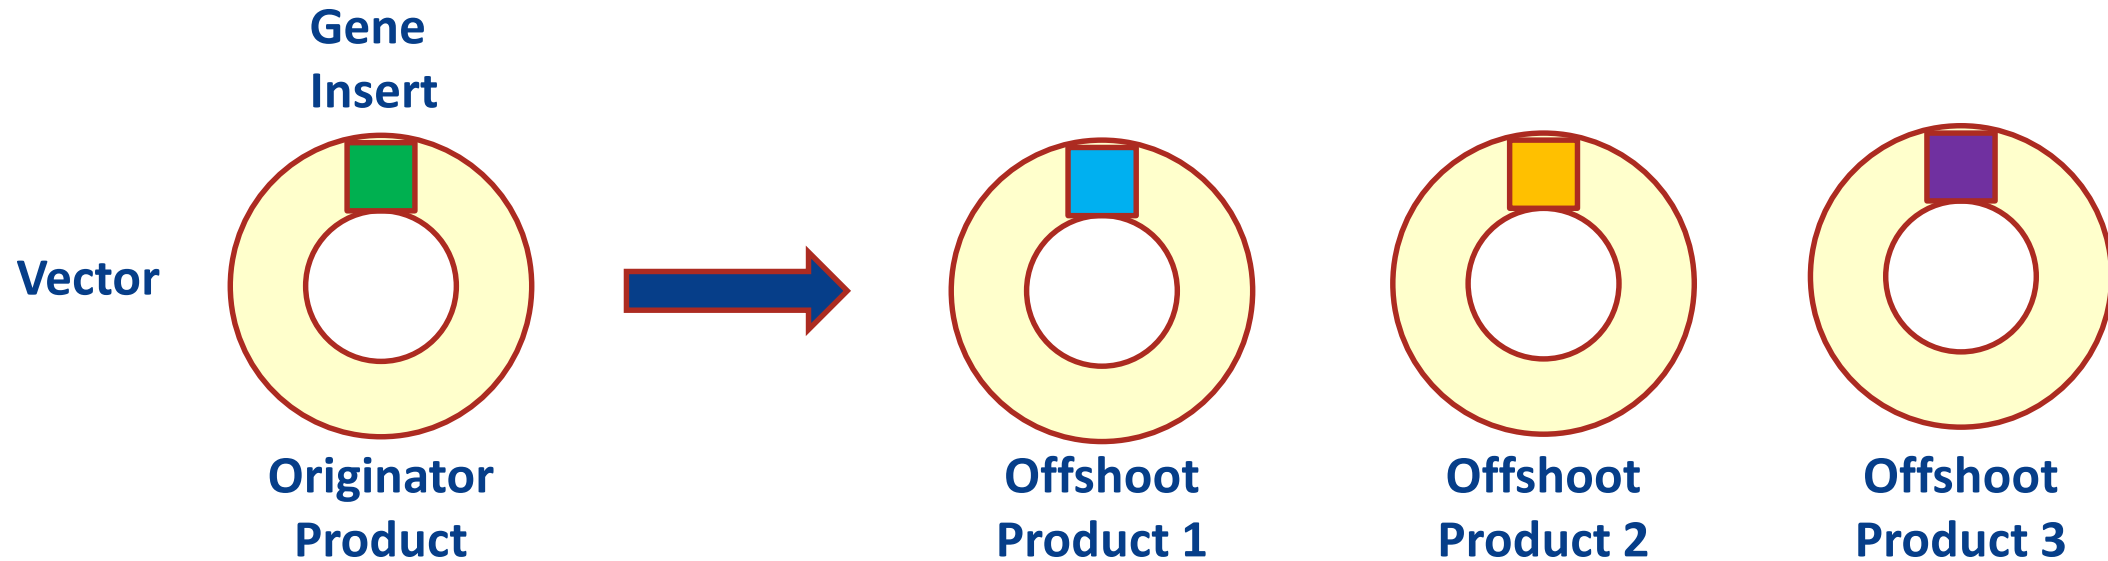 Gene
Insert
Vector
Originator
Product
Offshoot
Product 1
Offshoot
Product 2
Offshoot
Product 3